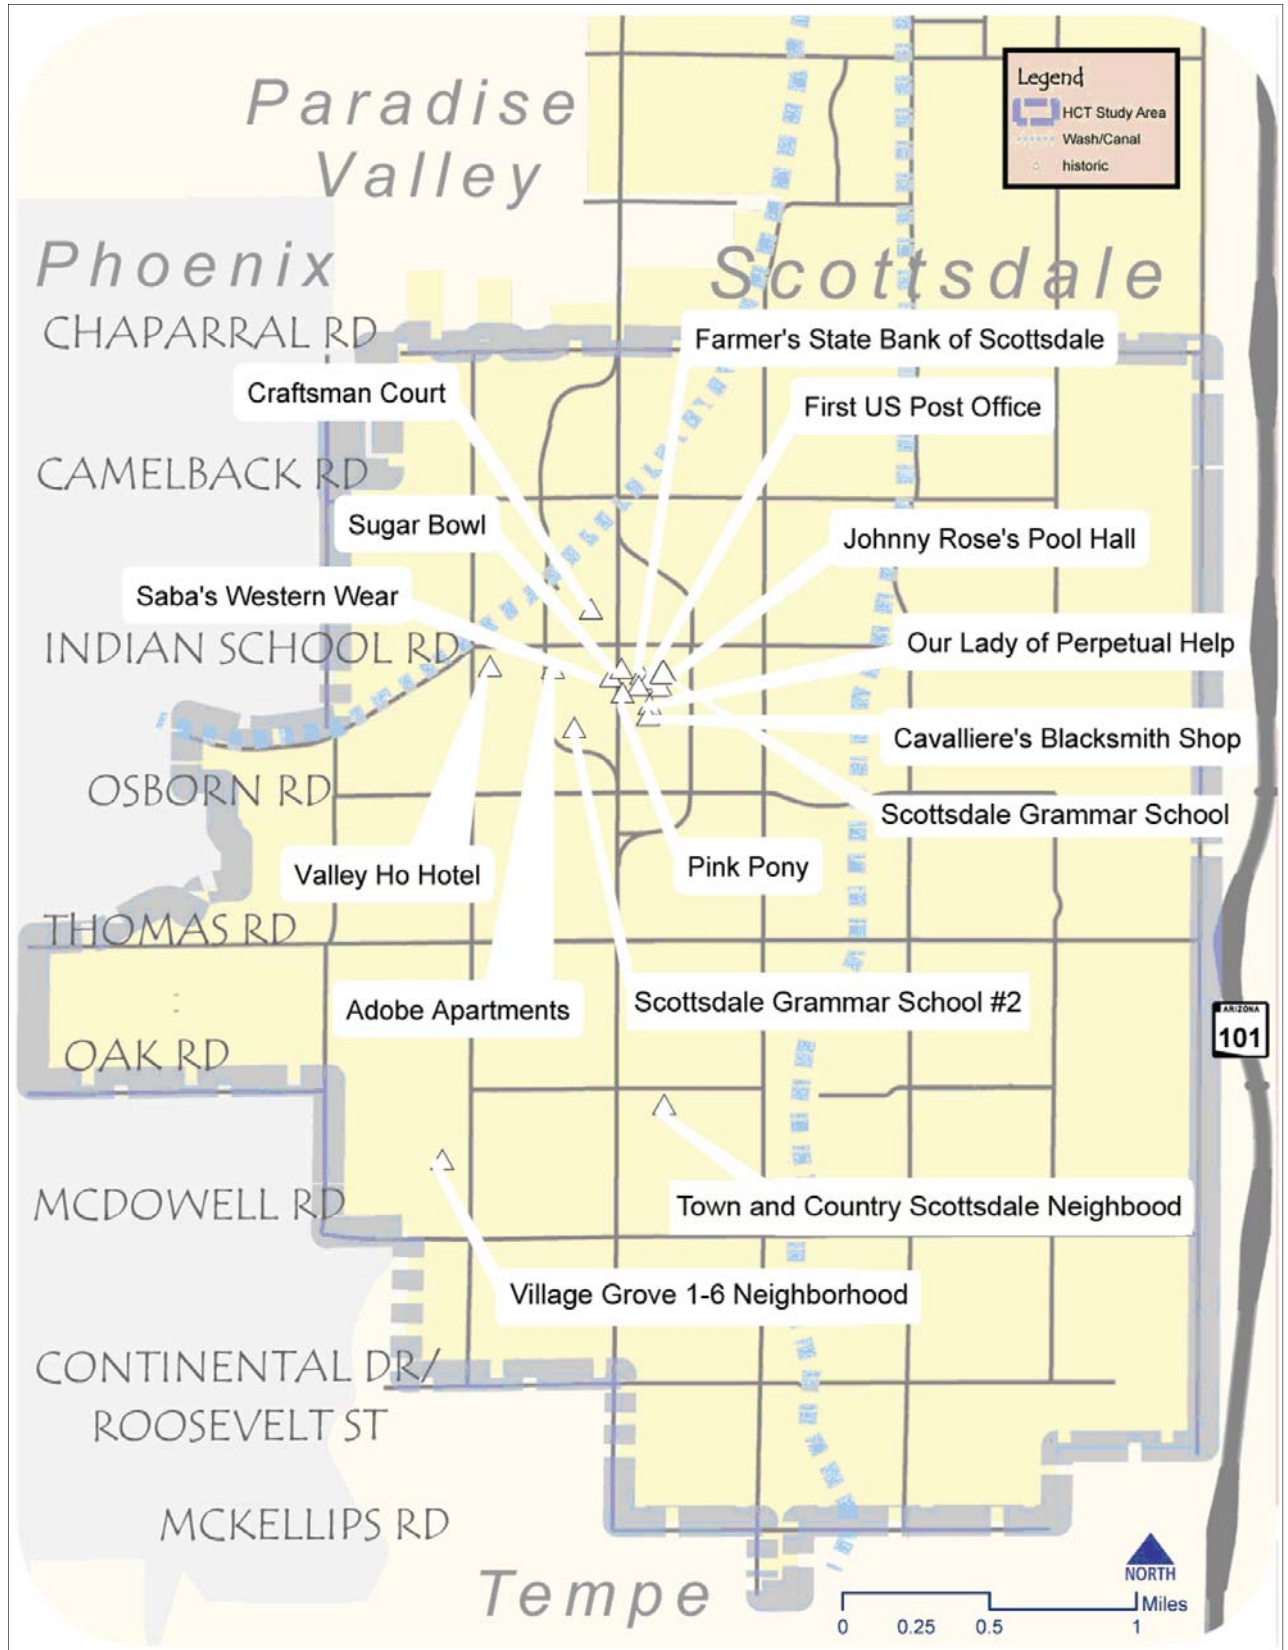 Paradise
Valley
Legend
HCT Study Area
Wash/Canal
historic
Phoenix
Scottsdale
CHAPARRAL RD
Farmer's State Bank of Scottsdale
Craftsman Court
First US Post Office
CAMELBACK RD
Sugar Bowl
Johnny Rose's Pool Hall
Saba's Western Wear
INDIAN SCHOOL RD
Our Lady of Perpetual Help
Cavalliere's Blacksmith Shop
OSBORN RD
Scottsdale Grammar School
Valley Ho Hotel
Pink Pony
THOMAS RD
Adobe Apartments
Scottsdale Grammar School #2
ARIZONA
101
OAK RD
MCDOWELL RD
Town and Country Scottsdale Neighbood
Village Grove 1-6 Neighborhood
CONTINENTAL DR/
ROOSEVELT ST
MCKELLIPS RD
Tempe
NORTH
Miles
0 0.25 0.5 1